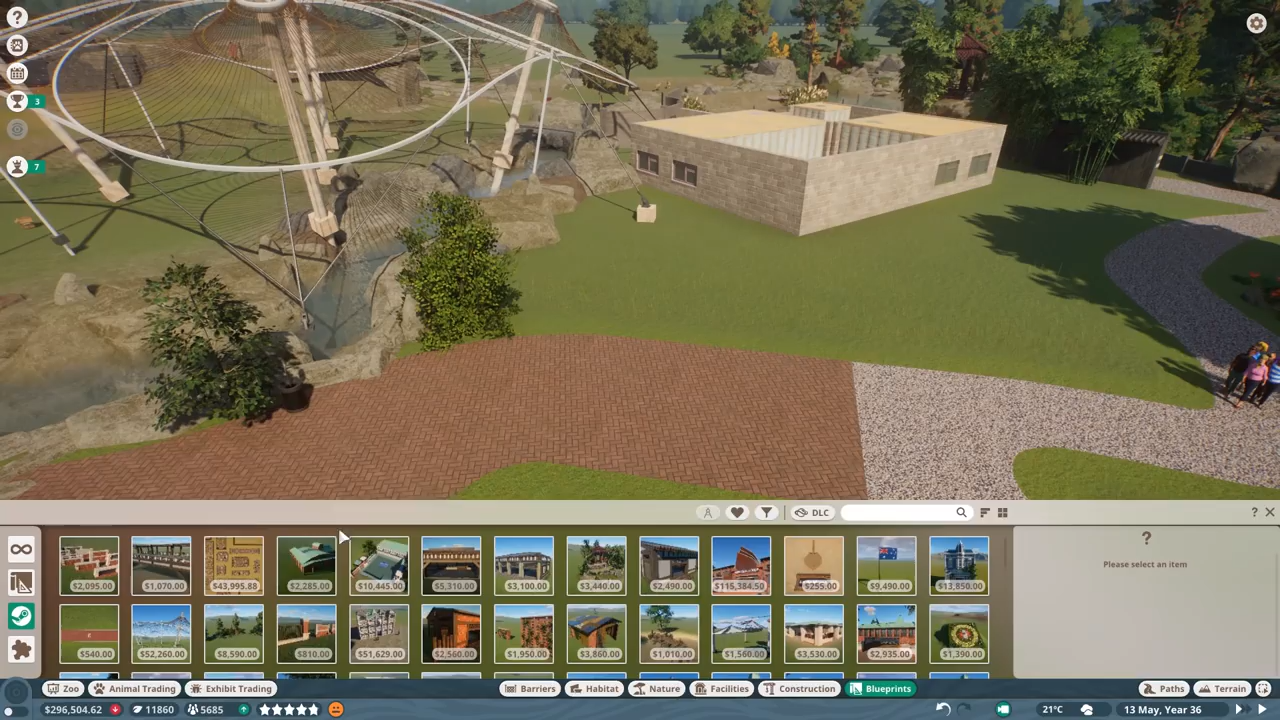 3
7
DLC
$2,095.00 $1,070.00 $43,995.88 $2,285.00 $10,445.00 $5,310.00 $3,100.00 $3,440.00 $2,490.00 $115,384.50 $255.00 $9,490.00 $13,850.00
Please select an item
$540.00 $52,260.00 $8,590.00 $810.00 $51,629.00 $2,560.00 $1,950.00 $3,860.00 $1,010.00 $1,560.00 $3,530.00 $2,935.00 $1,390.00
Zoo Animal Trading Exhibit Trading Barriers Habitat Nature Facilities Construction Blueprints Paths Terrain
$296,504.62 11860 5685 21°C 13 May, Year 36